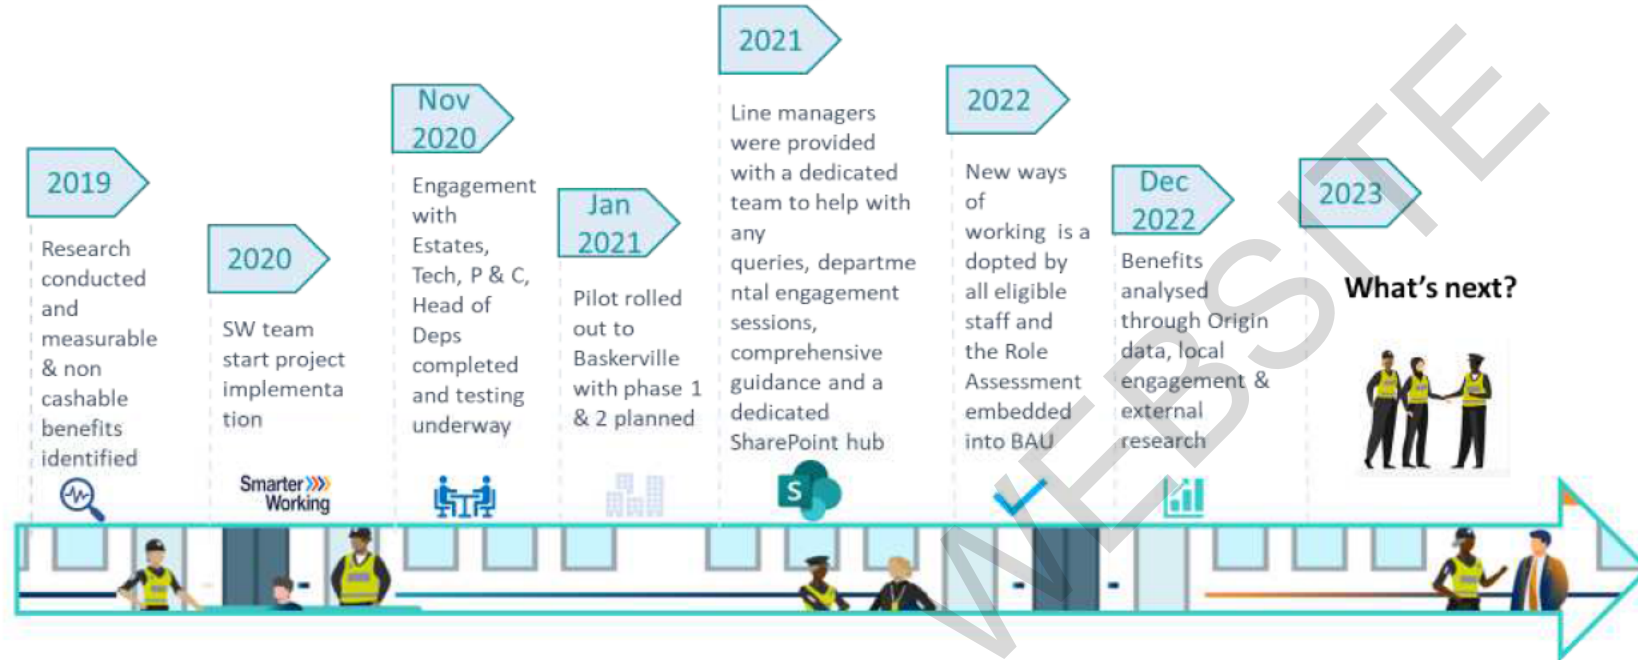 2019
Research
conducted
and
measurable
& non
cashable
benefits
identified
2020
SW team
start project
implementa
tion
Smarter
Working
Nov
2020
Engagement
with
Estates,
Tech, P & C,
Head of
Deps
completed
and testing
underway
Jan
2021
Pilot rolled
out to
Baskerville
with phase 1
& 2 planned
2021
Line managers
were provided
with a dedicated
team to help with
any
queries, departme
ntal engagement
sessions,
comprehensive
guidance and a
dedicated
SharePoint hub
S
2022
New ways
of
working is a
dopted by
all eligible
staff and
the Role
Assessment
embedded
into BAU
Dec
2022
Benefits
analysed
through Origin
data, local
engagement &
external
research
2023
What's next?
WEBSITE